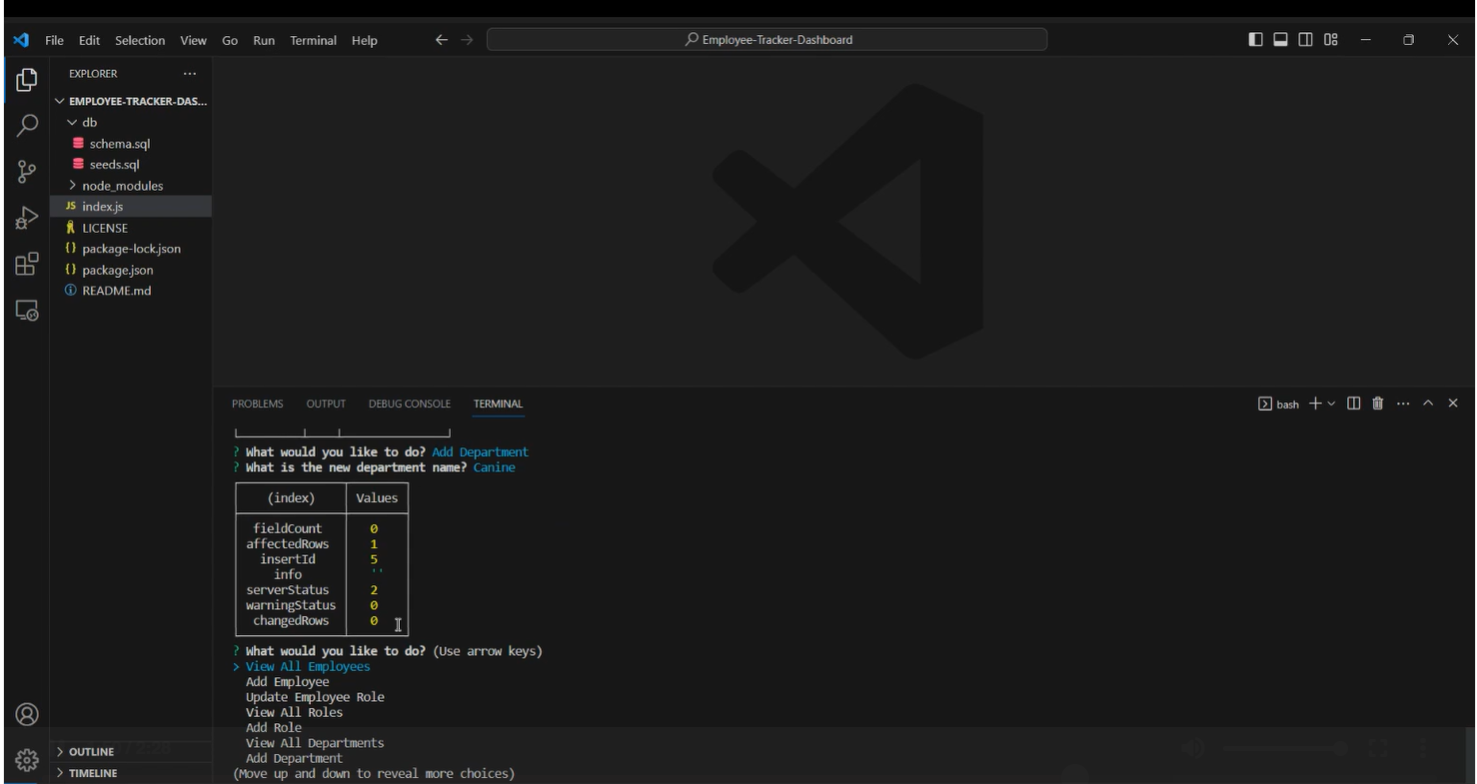 File Edit Selection View Go Run Terminal Help
Employee-Tracker-Dashboard
EXPLORER
EMPLOYEE-TRACKER-DAS...
db
schema.sql
seeds.sql
node_modules
JS index.js
LICENSE
{} package-lock.json
{} package.json
README.md
OUTLINE
TIMELINE
PROBLEMS OUTPUT DEBUG CONSOLE TERMINAL
bash
? What would you like to do? Add Department
? What is the new department name? Canine
(index) Values
fieldCount 0
affectedRows 1
insertId 5
info ''
serverStatus 2
warningStatus 0
changedRows 0
? What would you like to do? (Use arrow keys)
> View All Employees
Add Employee
Update Employee Role
View All Roles
Add Role
View All Departments
Add Department
(Move up and down to reveal more choices)